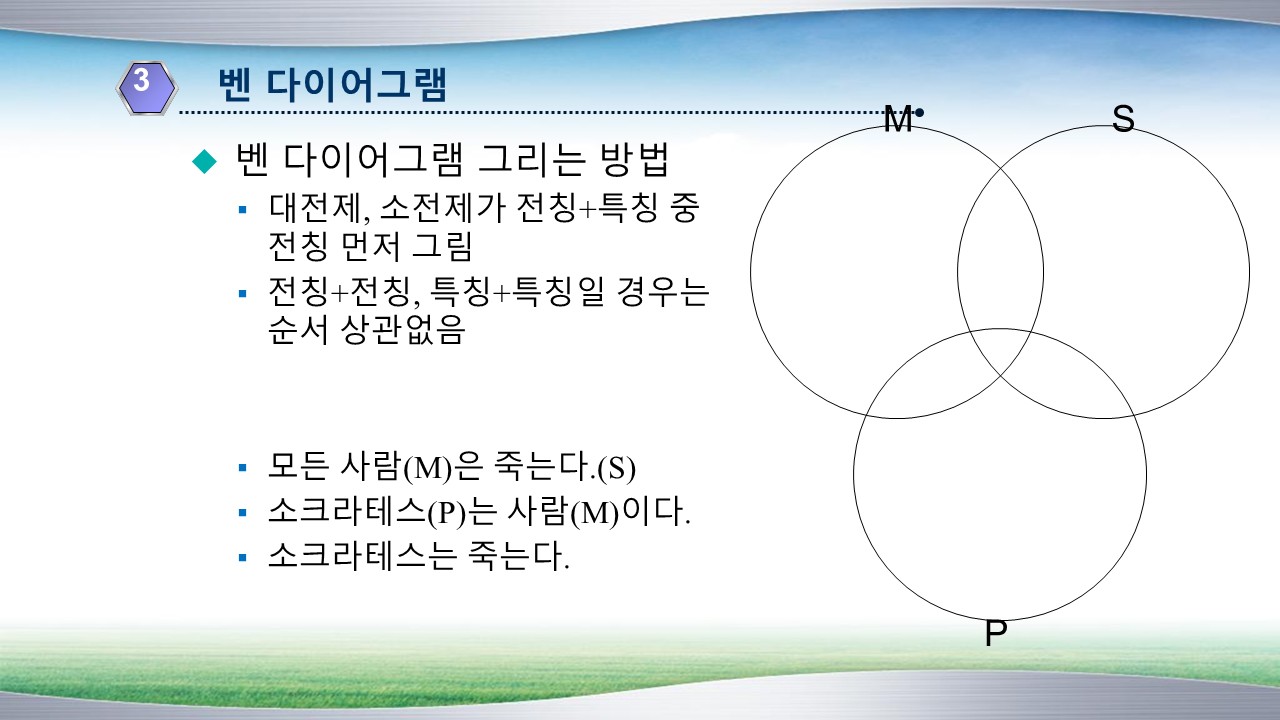 3
벤 다이어그램
벤 다이어그램 그리는 방법
대전제, 소전제가 전칭+특칭 중
전칭 먼저 그림
전칭+전칭, 특칭+특칭일 경우는
순서 상관없음
모든 사람(M)은 죽는다.(S)
소크라테스(P)는 사람(M)이다.
소크라테스는 죽는다.
M
S
P